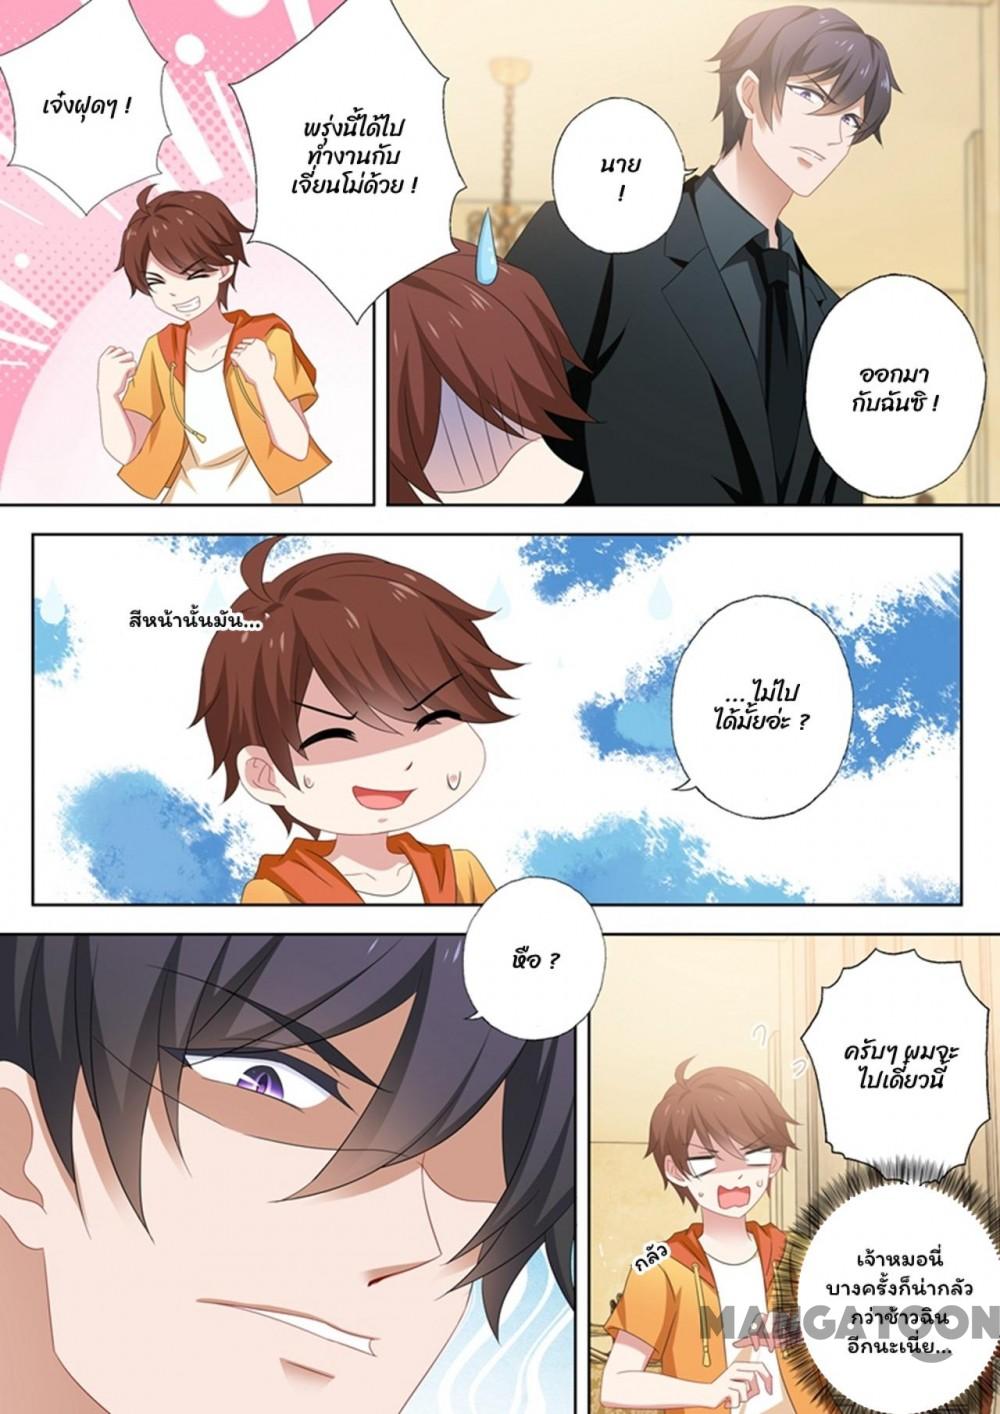 เจ๋งฝุดๆ !
พรุ่งนี้ได้ไป
ทำงานกับ
เจี่ยนโม่ด้วย !
นาย
!
ออกมา
กับฉันซิ !
สีหน้านั้นมัน...
...ไม่ไป
ได้มั้ยอ่ะ ?
หือ ?
ครับๆ ผมจะ
ไปเดี๋ยวนี้
กลัว
เจ้าหมอนี่
บางครั้งก็น่ากลัว
กว่าช้าวฉิน
อีกนะเนี่ย...
MANGATOON